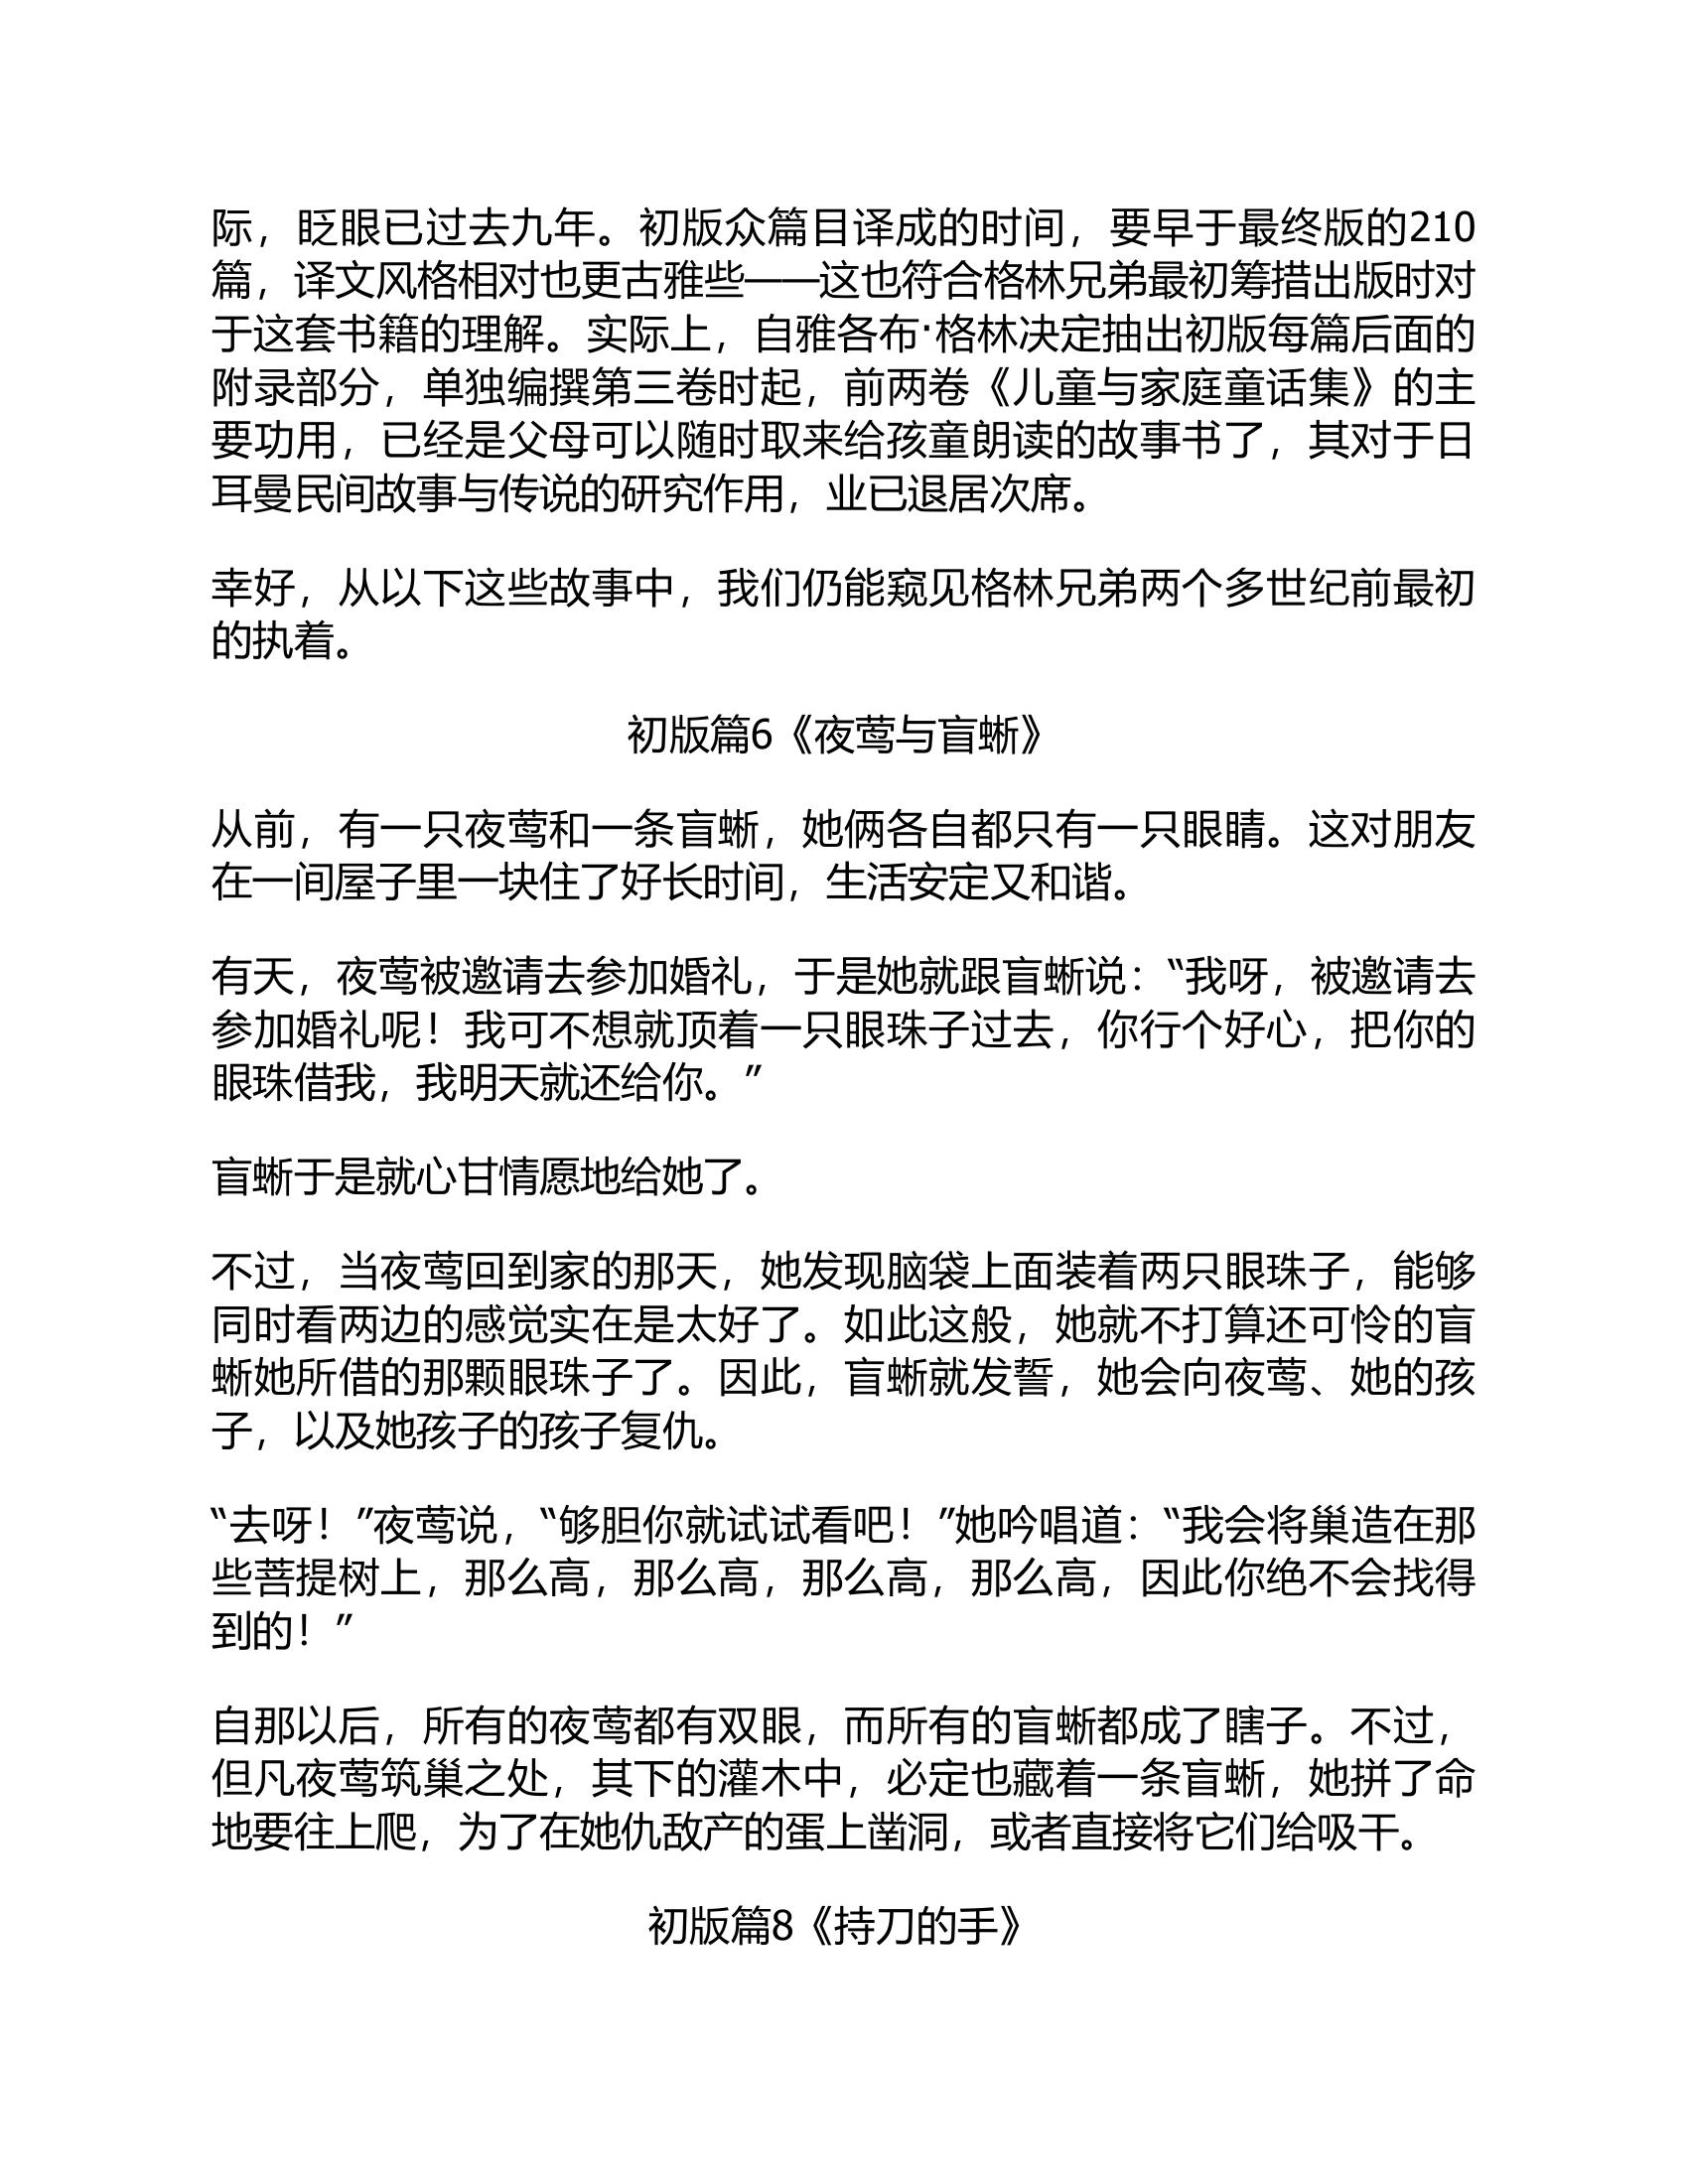 际，眨眼已过去九年。初版众篇目译成的时间，要早于最终版的210
篇，译文风格相对也更古雅些——这也符合格林兄弟最初筹措出版时对
于这套书籍的理解。实际上，自雅各布·格林决定抽出初版每篇后面的
附录部分，单独编撰第三卷时起，前两卷《儿童与家庭童话集》的主
要功用，已经是父母可以随时取来给孩童朗读的故事书了，其对于日
耳曼民间故事与传说的研究作用，业已退居次席。
幸好，从以下这些故事中，我们仍能窥见格林兄弟两个多世纪前最初
的执着。
初版篇6《夜莺与盲蜥》
从前，有一只夜莺和一条盲蜥，她俩各自都只有一只眼睛。这对朋友
在一间屋子里一块住了好长时间，生活安定又和谐。
有天，夜莺被邀请去参加婚礼，于是她就跟盲蜥说：“我呀，被邀请去
参加婚礼呢！我可不想就顶着一只眼珠子过去，你行个好心，把你的
眼珠借我，我明天就还给你。”
盲蜥于是就心甘情愿地给她了。
不过，当夜莺回到家的那天，她发现脑袋上面装着两只眼珠子，能够
同时看两边的感觉实在是太好了。如此这般，她就不打算还可怜的盲
蜥她所借的那颗眼珠子了。因此，盲蜥就发誓，她会向夜莺、她的孩
子，以及她孩子的孩子复仇。
“去呀！”夜莺说，“够胆你就试试看吧！”她吟唱道：“我会将巢造在那
些菩提树上，那么高，那么高，那么高，那么高，因此你绝不会找得
到的！”
自那以后，所有的夜莺都有双眼，而所有的盲蜥都成了瞎子。不过，
但凡夜莺筑巢之处，其下的灌木中，必定也藏着一条盲蜥，她拼了命
地要往上爬，为了在她仇敌产的蛋上凿洞，或者直接将它们给吸干。
初版篇8《持刀的手》